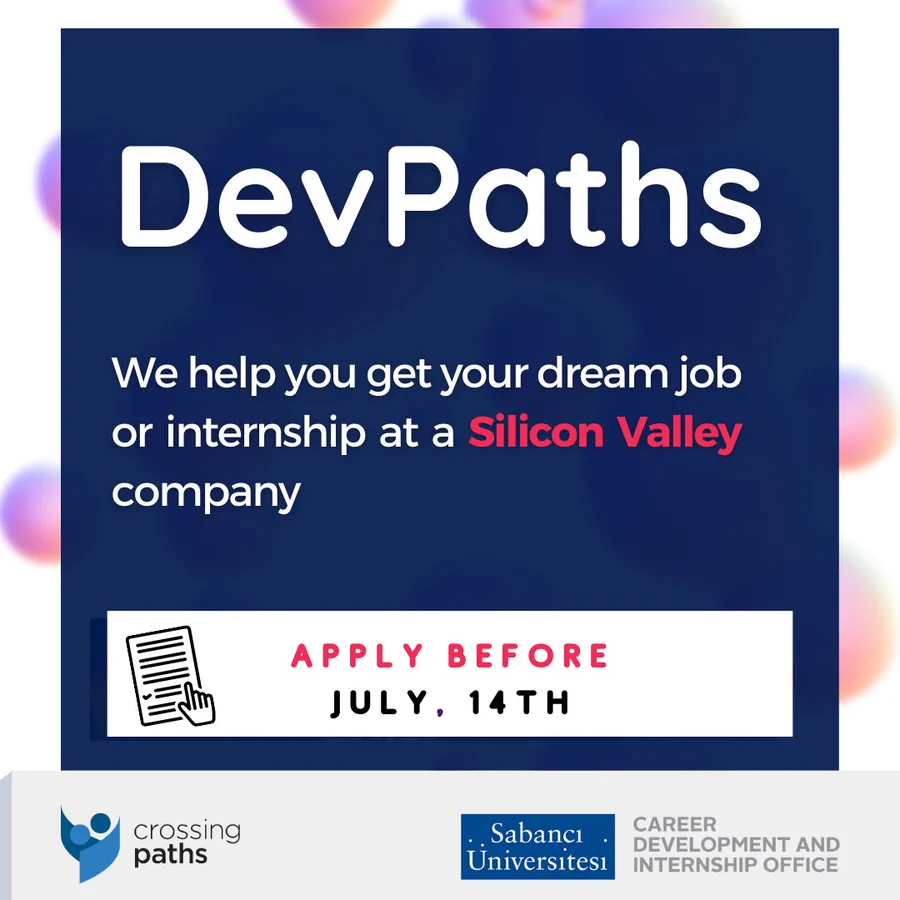 DevPaths
We help you get your dream job
or internship at a Silicon Valley
company
APPLY BEFORE
JULY, 14TH
crossing
paths
Sabancı
Üniversitesi
CAREER
DEVELOPMENT AND
INTERNSHIP OFFICE